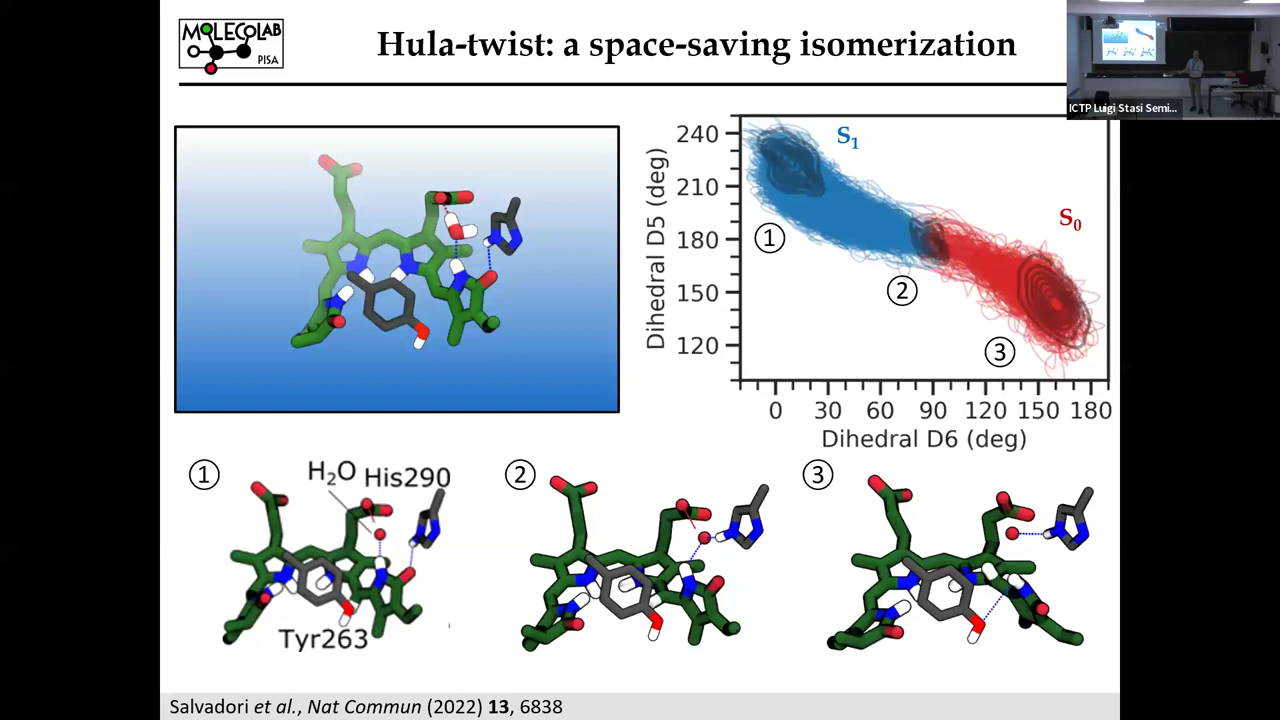 MOLECOLAB
PISA
Hula-twist: a space-saving isomerization
ICTP Luigi Stasi Semi...
240
210
180
150
120
Dihedral D5 (deg)
S₁
S₀
①
②
③
0 30 60 90 120 150 180
Dihedral D6 (deg)
①
H₂O His290
Tyr263
②
③
Salvadori et al., Nat Commun (2022) 13, 6838